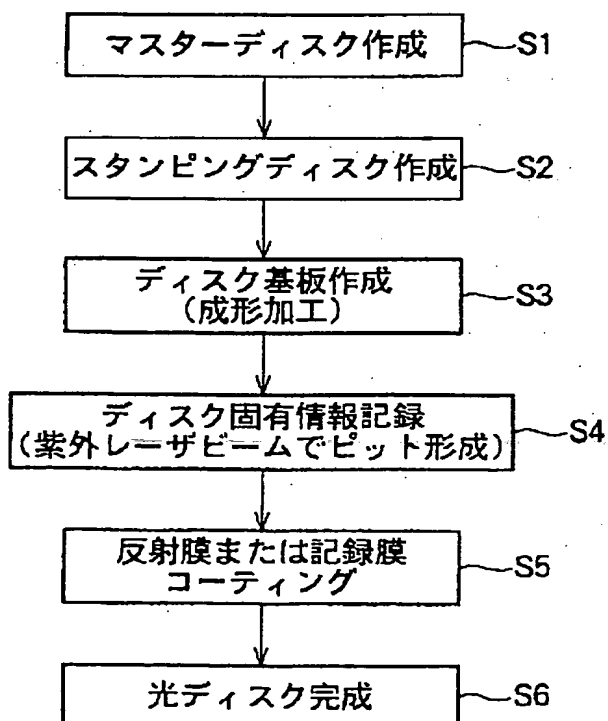 マスターディスク作成 S1
スタンピングディスク作成 S2
ディスク基板作成
(成形加工) S3
ディスク固有情報記録
(紫外レーザビームでピット形成) S4
反射膜または記録膜
コーティング S5
光ディスク完成 S6